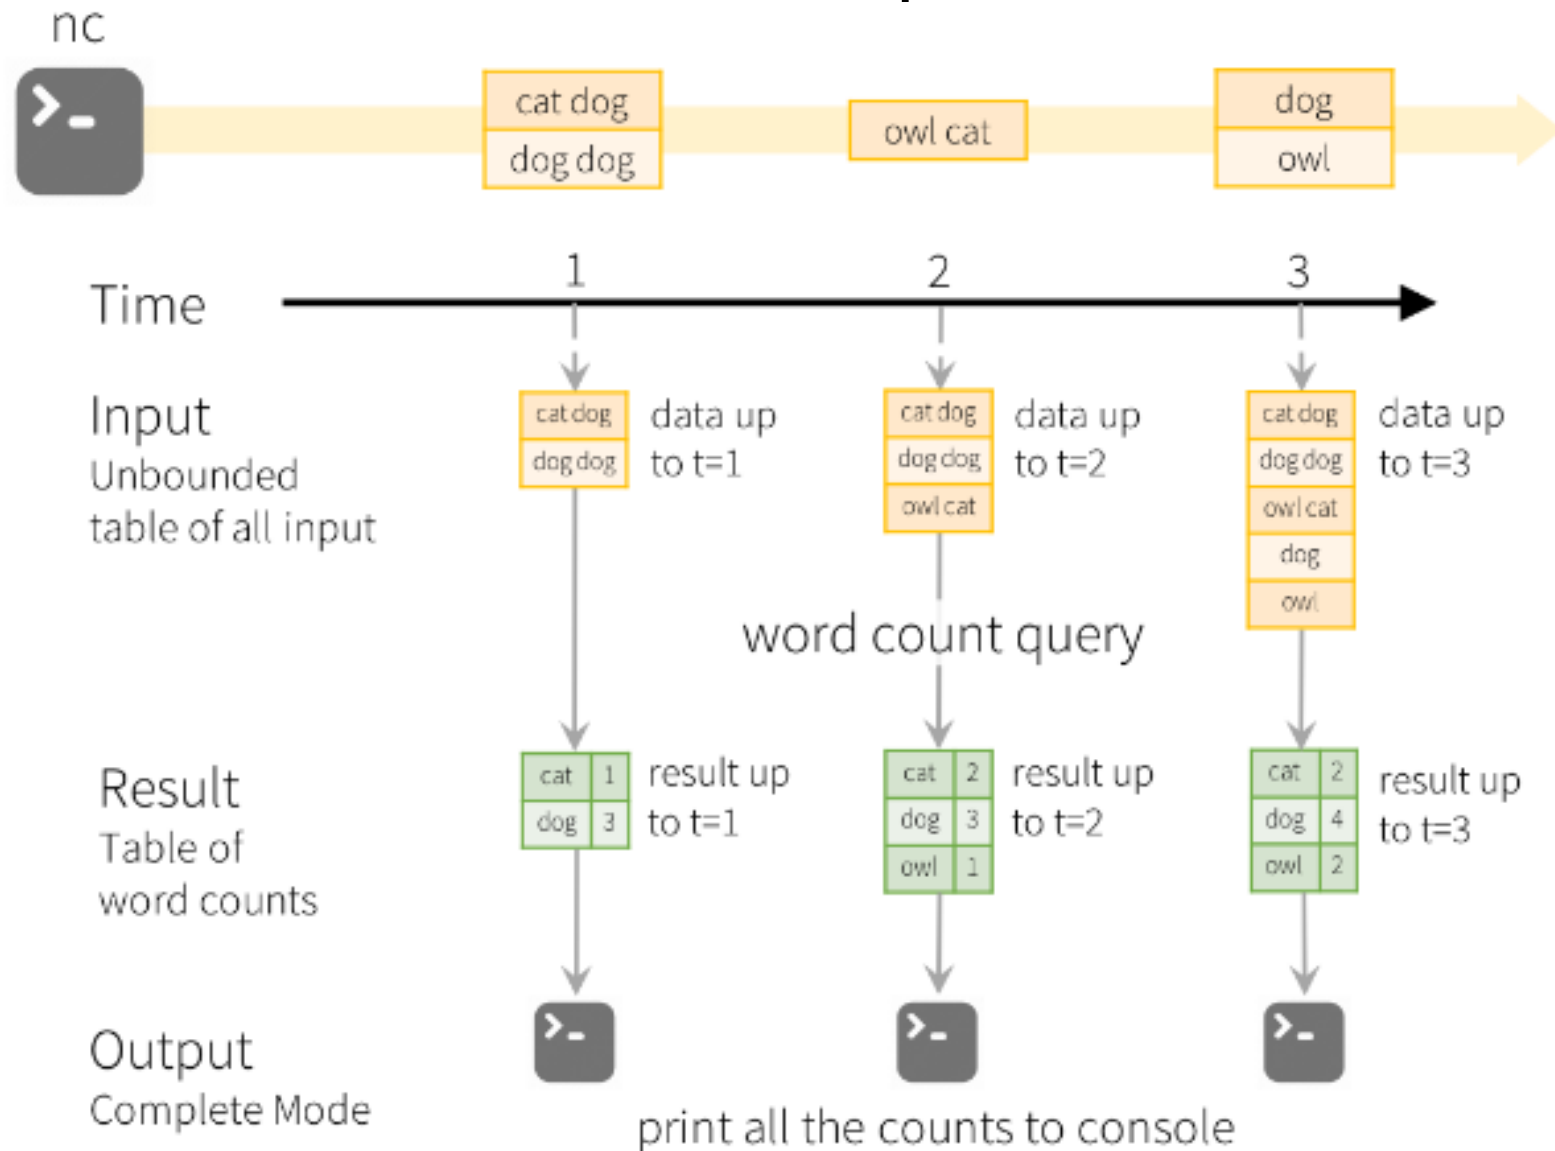 nc
cat dog
dog dog
owl cat
dog
owl
1
2
3
Time
Input
Unbounded
table of all input
cat dog
dog dog
data up
to t=1
cat dog
dog dog
owl cat
data up
to t=2
cat dog
dog dog
owl cat
dog
owl
data up
to t=3
word count query
Result
Table of
word counts
cat 1
dog 3
result up
to t=1
cat 2
dog 3
owl 1
result up
to t=2
cat 2
dog 4
owl 2
result up
to t=3
Output
Complete Mode
print all the counts to console